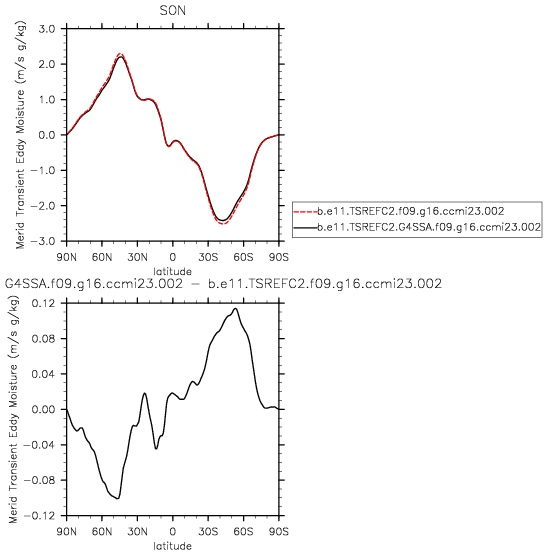 SON
Merid Transient Eddy Moisture (m/s g/kg)
3.0
2.0
1.0
0.0
−1.0
−2.0
−3.0
90N 60N 30N 0 30S 60S 90S
latitude
b.e11.TSREFC2.f09.g16.ccmi23.002
b.e11.TSREFC2.G4SSA.f09.g16.ccmi23.002
G4SSA.f09.g16.ccmi23.002 − b.e11.TSREFC2.f09.g16.ccmi23.002
Merid Transient Eddy Moisture (m/s g/kg)
0.12
0.08
0.04
0.00
−0.04
−0.08
−0.12
90N 60N 30N 0 30S 60S 90S
latitude